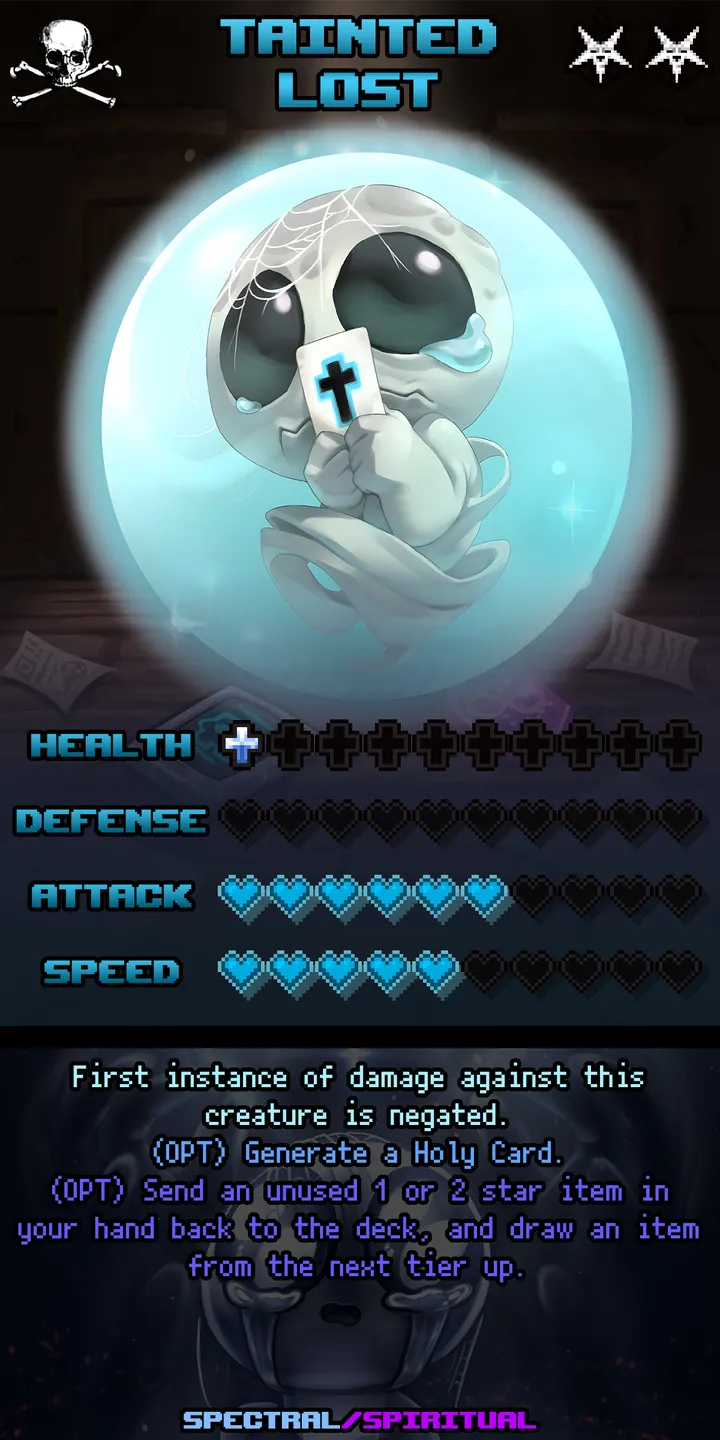 TAINTED
LOST
HEALTH
DEFENSE
ATTACK
SPEED
First instance of damage against this
creature is negated.
(OPT) Generate a Holy Card.
(OPT) Send an unused 1 or 2 star item in
your hand back to the deck, and draw an item
from the next tier up.
SPECTRAL/SPIRITUAL